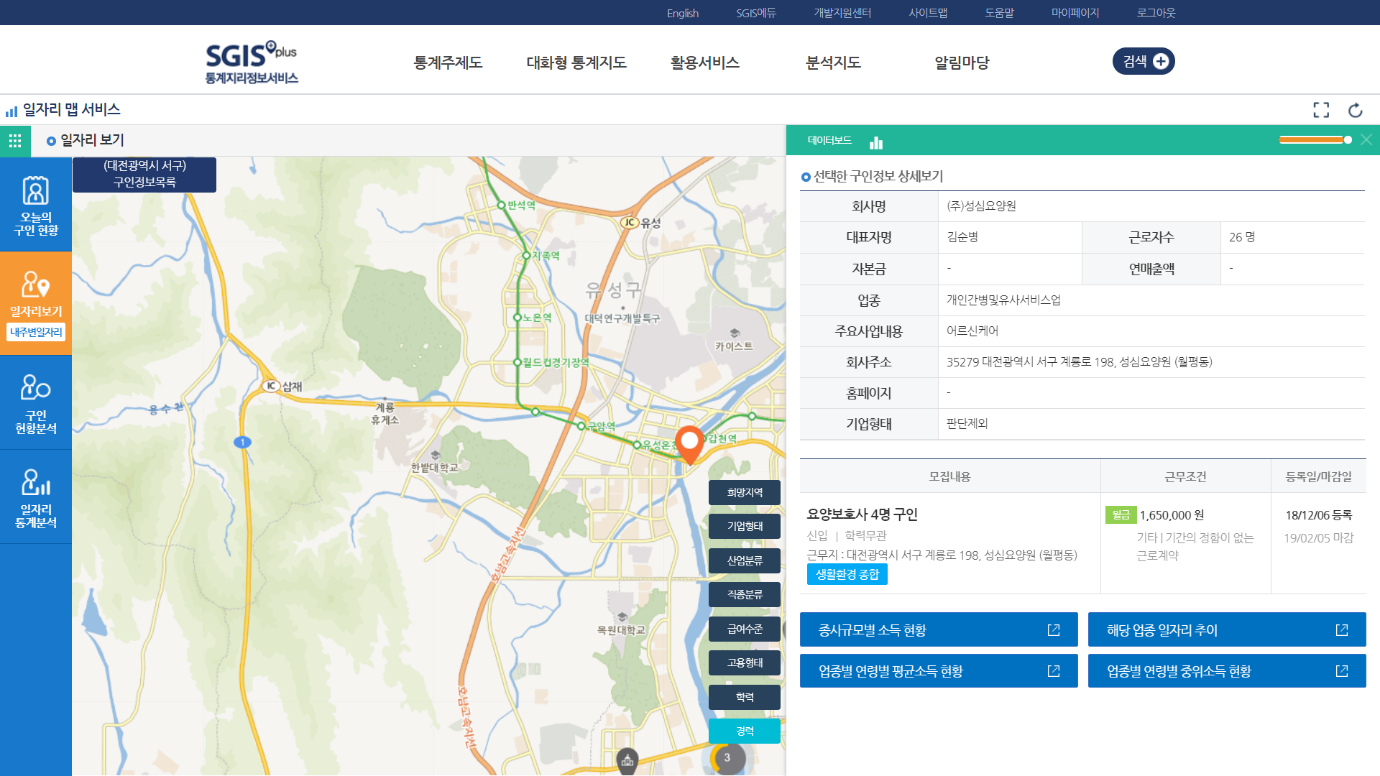 English SGIS에듀 개발지원센터 사이트맵 도움말 마이페이지 로그아웃
SGIS plus
통계지리정보서비스
통계주제도 대화형 통계지도 활용서비스 분석지도 알림마당
검색
일자리 맵 서비스
일자리 보기
(대전광역시 서구)
구인정보목록
오늘의
구인 현황
일자리보기
내주변일자리
구인
현황분석
일자리
통계분석
반석역
JC 유성
지족역
유성구
대덕연구개발특구
노은역
카이스트
월드컵경기장역
IC 삼재
용수천
계룡
휴게소
구암역
1
유성온
갑천역
한밭대학교
호남고속지선
목원대학교
호남고속지선
희망지역
기업형태
산업분류
직종분류
급여수준
고용형태
학력
경력
3
데이터보드
선택한 구인정보 상세보기
회사명 (주)성심요양원
대표자명 김순병 근로자수 26 명
자본금 - 연매출액 -
업종 개인간병및유사서비스업
주요사업내용 어르신케어
회사주소 35279 대전광역시 서구 계룡로 198, 성심요양원 (월평동)
홈페이지 -
기업형태 판단제외
모집내용 근무조건 등록일/마감일
요양보호사 4명 구인
신입 | 학력무관
근무지 : 대전광역시 서구 계룡로 198, 성심요양원 (월평동)
생활환경 종합
월급 1,650,000 원
기타 | 기간의 정함이 없는
근로계약
18/12/06 등록
19/02/05 마감
종사규모별 소득 현황
해당 업종 일자리 추이
업종별 연령별 평균소득 현황
업종별 연령별 중위소득 현황